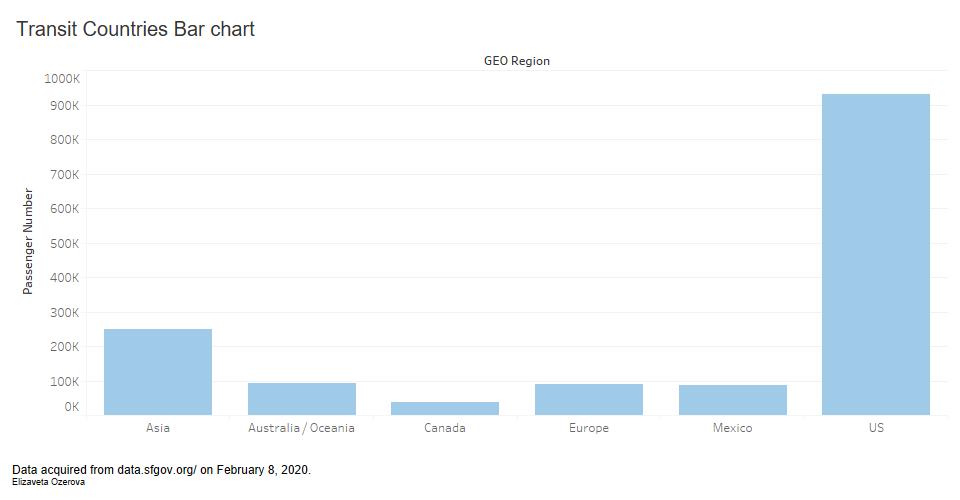 Transit Countries Bar chart
GEO Region
1000K
900K
800K
700K
600K
500K
400K
300K
200K
100K
0K
Passenger Number
Asia
Australia / Oceania
Canada
Europe
Mexico
US
Data acquired from data.sfgov.org/ on February 8, 2020.
Elizaveta Ozerova